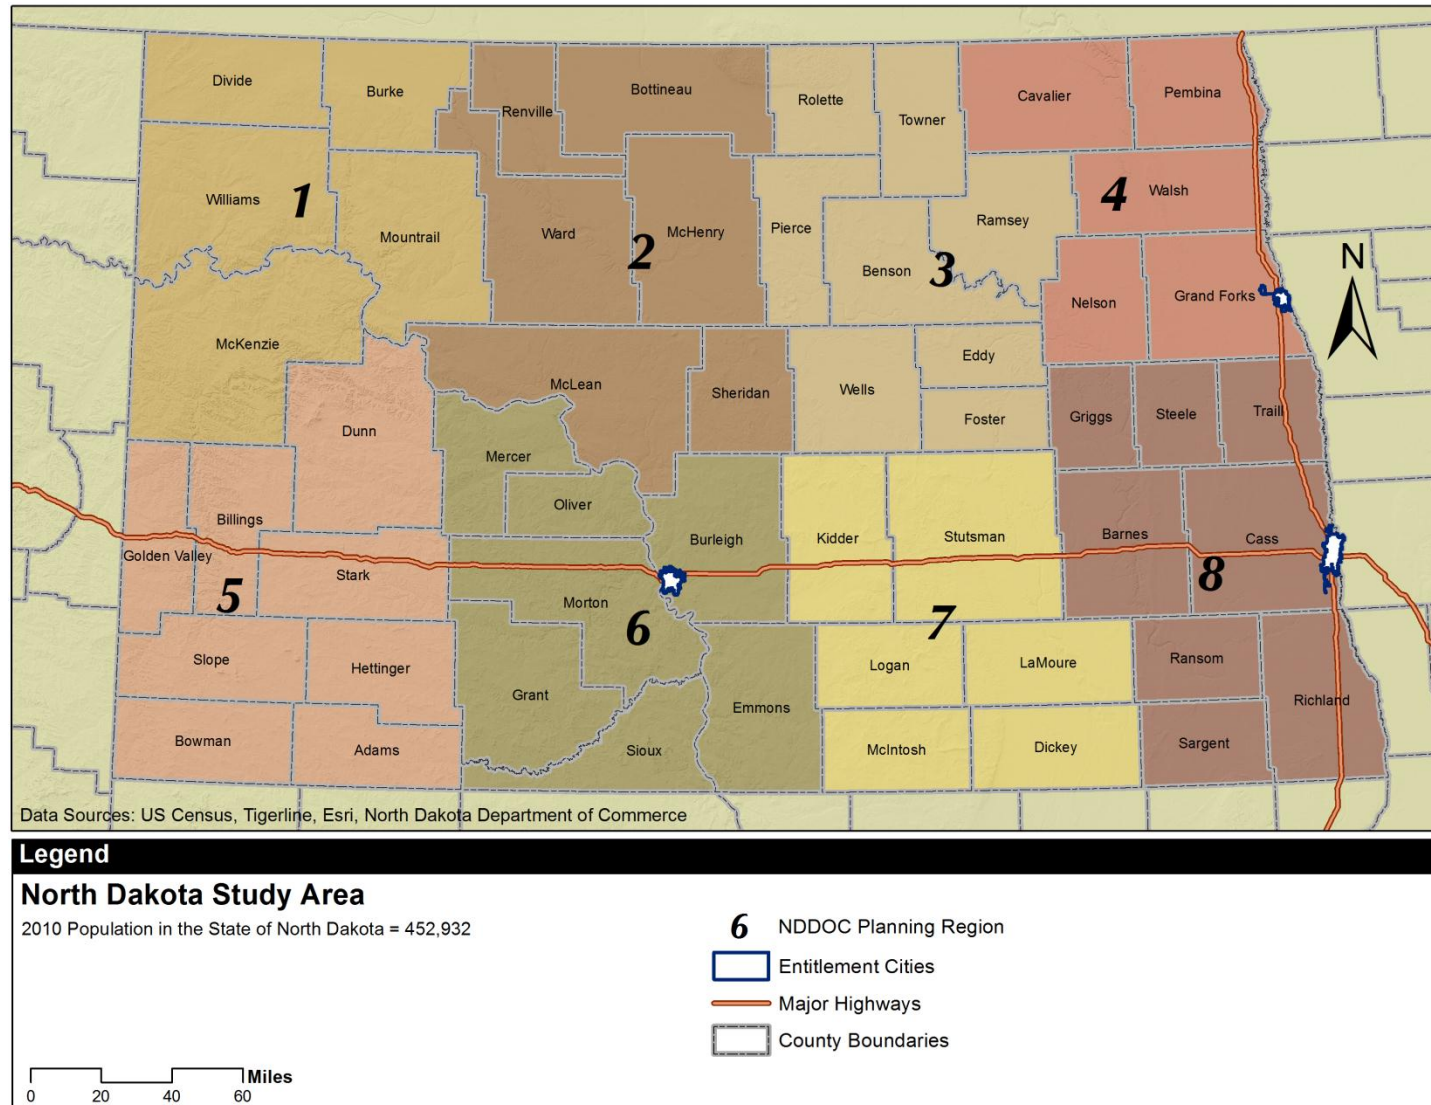 Divide
Burke
Renville
Bottineau
Rolette
Towner
Cavalier
Pembina
Williams
1
Mountrail
Ward
2
McHenry
Pierce
Benson
Ramsey
3
4
Walsh
Nelson
Grand Forks
N
McKenzie
Dunn
McLean
Sheridan
Wells
Eddy
Foster
Griggs
Steele
Traill
Mercer
Oliver
Golden Valley
Billings
Stark
5
Burleigh
Kidder
Stutsman
Barnes
Cass
8
Morton
6
7
Slope
Hettinger
Grant
Emmons
Logan
LaMoure
Ransom
Richland
Bowman
Adams
Sioux
McIntosh
Dickey
Sargent
Data Sources: US Census, Tigerline, Esri, North Dakota Department of Commerce
Legend
North Dakota Study Area
2010 Population in the State of North Dakota = 452,932
6 NDDOC Planning Region
Entitlement Cities
Major Highways
County Boundaries
Miles
0 20 40 60